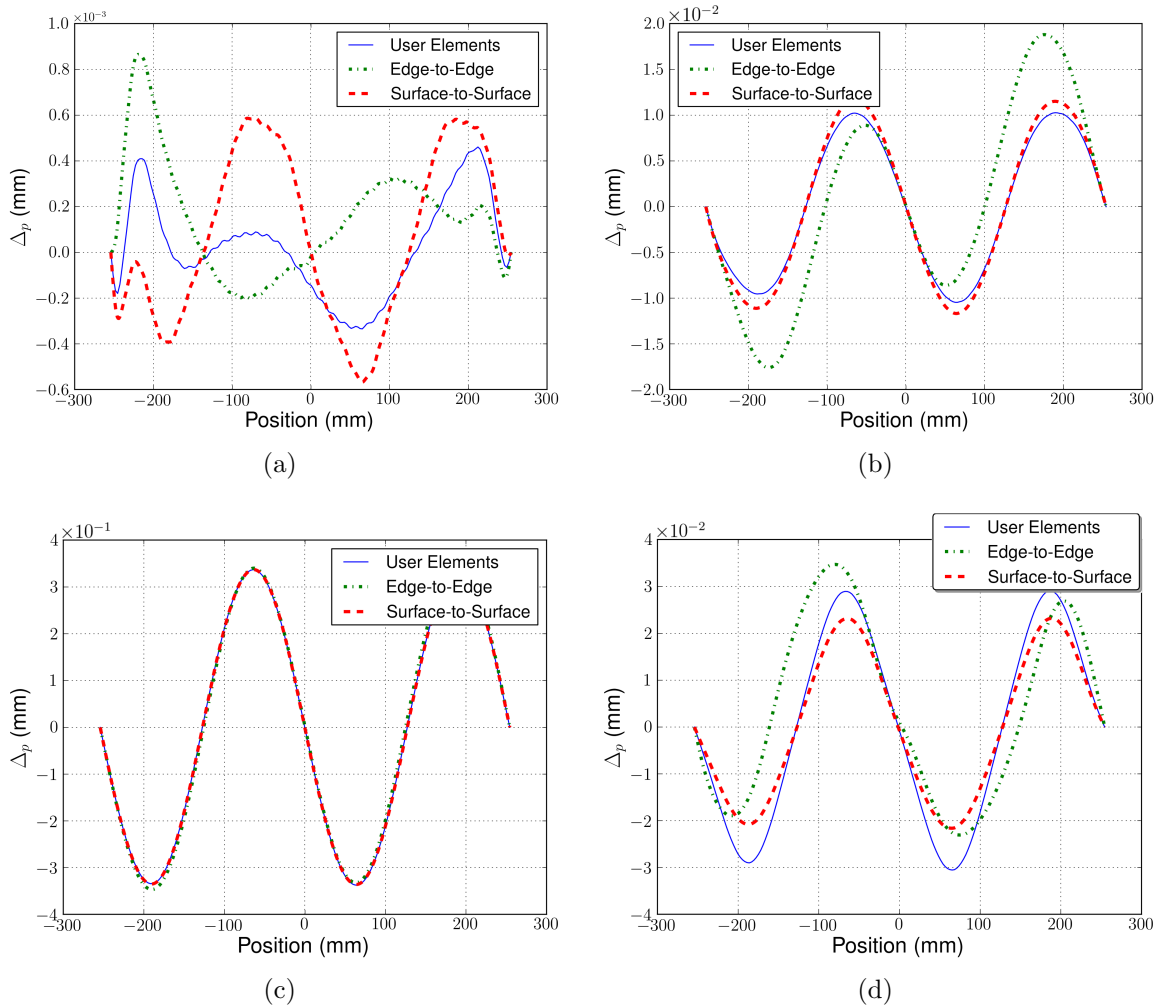 ×10⁻³
1.0
0.8
0.6
0.4
0.2
0.0
−0.2
−0.4
−0.6
−300
−200
−100
0
100
200
300
Δp (mm)
Position (mm)
User Elements
Edge-to-Edge
Surface-to-Surface
(a)
×10⁻²
2.0
1.5
1.0
0.5
0.0
−0.5
−1.0
−1.5
−2.0
−300
−200
−100
0
100
200
300
Δp (mm)
Position (mm)
User Elements
Edge-to-Edge
Surface-to-Surface
(b)
×10⁻¹
4
3
2
1
0
−1
−2
−3
−4
−300
−200
−100
0
100
200
300
Δp (mm)
Position (mm)
User Elements
Edge-to-Edge
Surface-to-Surface
(c)
×10⁻²
4
3
2
1
0
−1
−2
−3
−4
−300
−200
−100
0
100
200
300
Δp (mm)
Position (mm)
User Elements
Edge-to-Edge
Surface-to-Surface
(d)